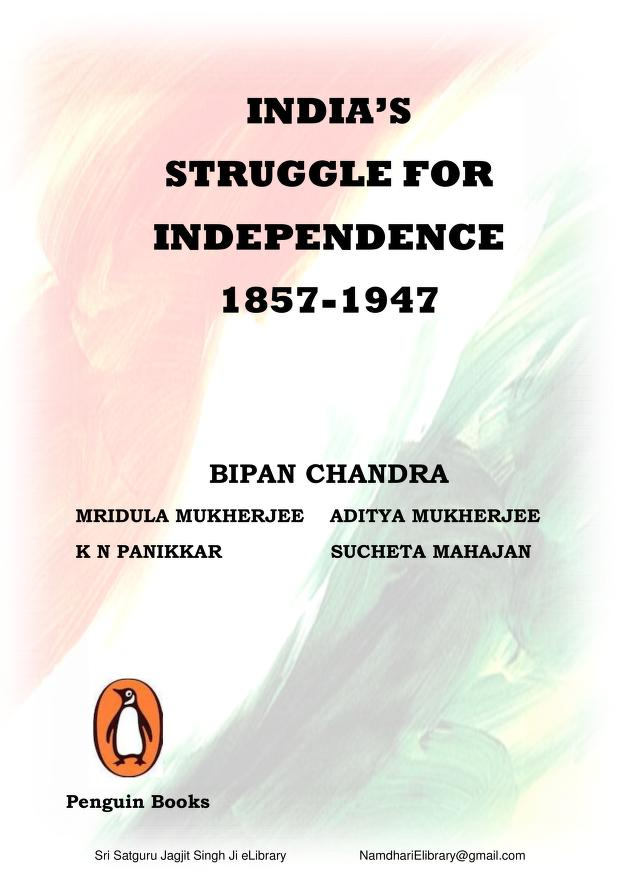 INDIA’S
STRUGGLE FOR
INDEPENDENCE
1857-1947
BIPAN CHANDRA
MRIDULA MUKHERJEE ADITYA MUKHERJEE
K N PANIKKAR SUCHETA MAHAJAN
Penguin Books
Sri Satguru Jagjit Singh Ji eLibrary NamdhariElibrary@gmail.com